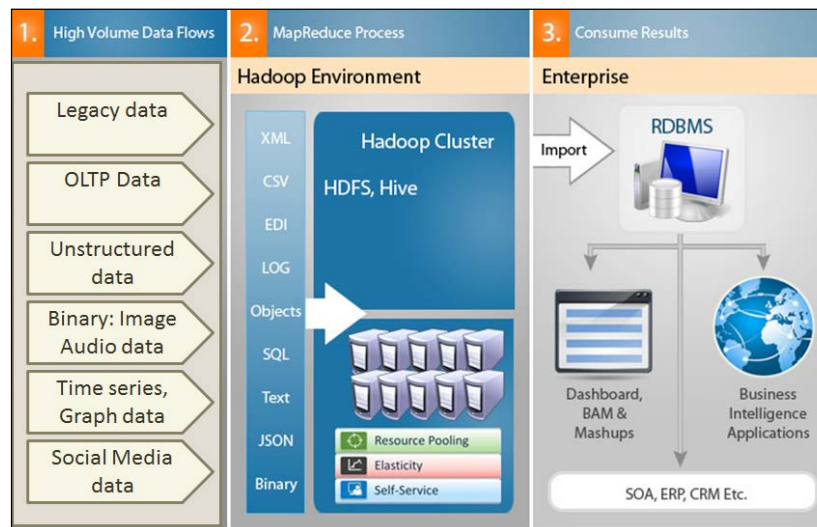 1. High Volume Data Flows
Legacy data
OLTP Data
Unstructured
data
Binary: Image
Audio data
Time series,
Graph data
Social Media
data
2. MapReduce Process
Hadoop Environment
XML
CSV
EDI
LOG
Objects
SQL
Text
JSON
Binary
Hadoop Cluster
HDFS, Hive
Resource Pooling
Elasticity
Self-Service
3. Consume Results
Enterprise
Import
RDBMS
Dashboard,
BAM &
Mashups
Business
Intelligence
Applications
SOA, ERP, CRM Etc.